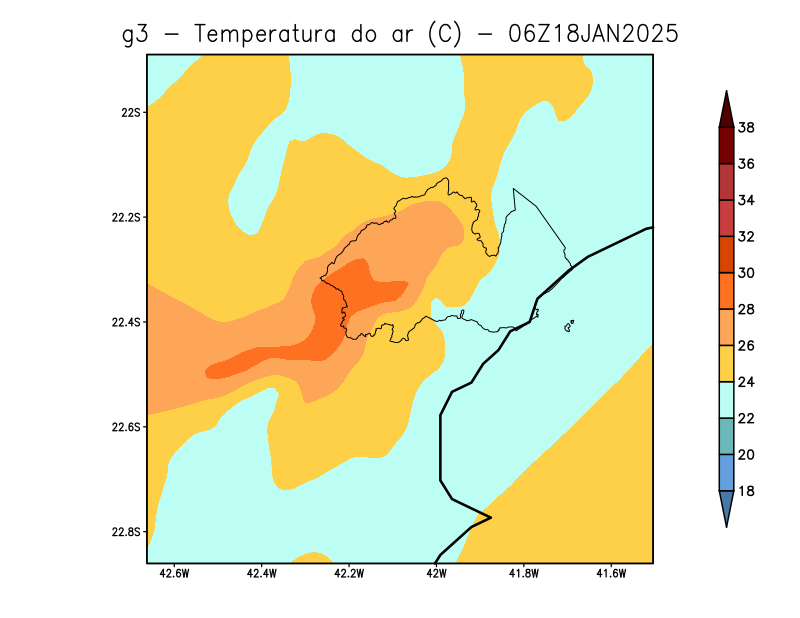 g3 − Temperatura do ar (C) − 06Z18JAN2025
22S
22.2S
22.4S
22.6S
22.8S
42.6W
42.4W
42.2W
42W
41.8W
41.6W
38
36
34
32
30
28
26
24
22
20
18